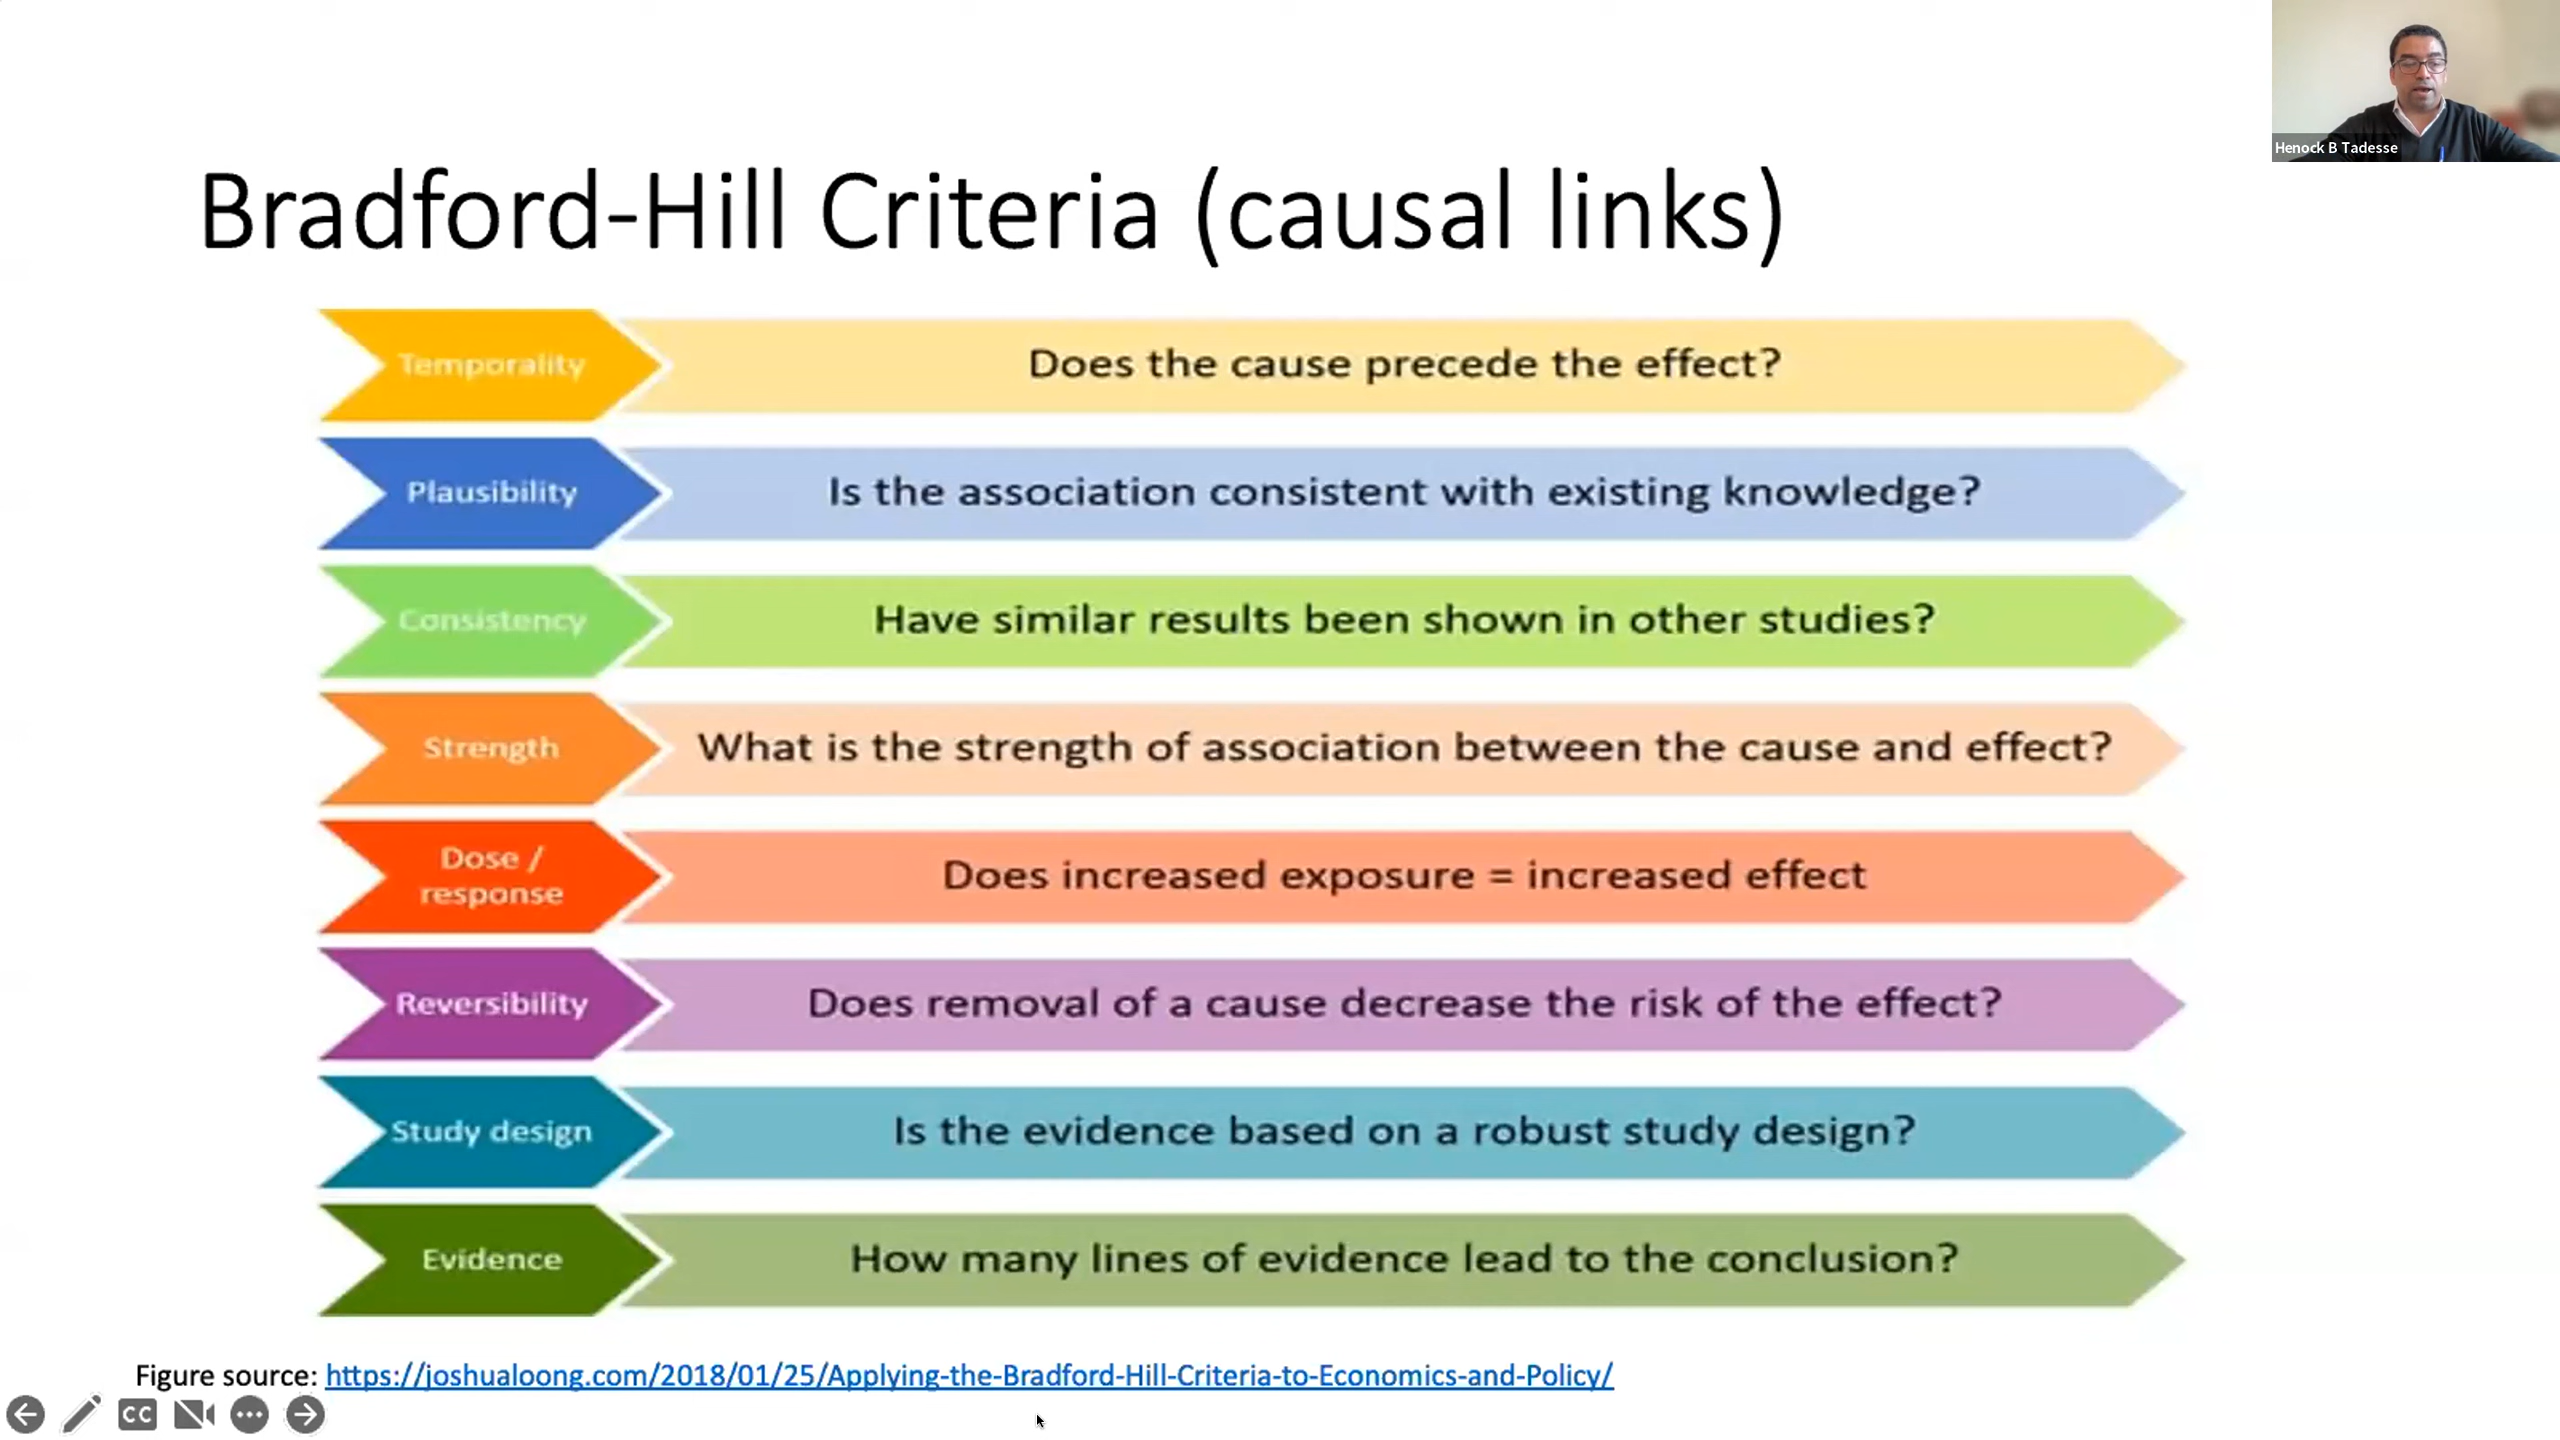 Henock B Tadesse
Bradford-Hill Criteria (causal links)
Temporality
Does the cause precede the effect?
Plausibility
Is the association consistent with existing knowledge?
Consistency
Have similar results been shown in other studies?
Strength
What is the strength of association between the cause and effect?
Dose /
response
Does increased exposure = increased effect
Reversibility
Does removal of a cause decrease the risk of the effect?
Study design
Is the evidence based on a robust study design?
Evidence
How many lines of evidence lead to the conclusion?
Figure source: https://joshualoong.com/2018/01/25/Applying-the-Bradford-Hill-Criteria-to-Economics-and-Policy/
CC